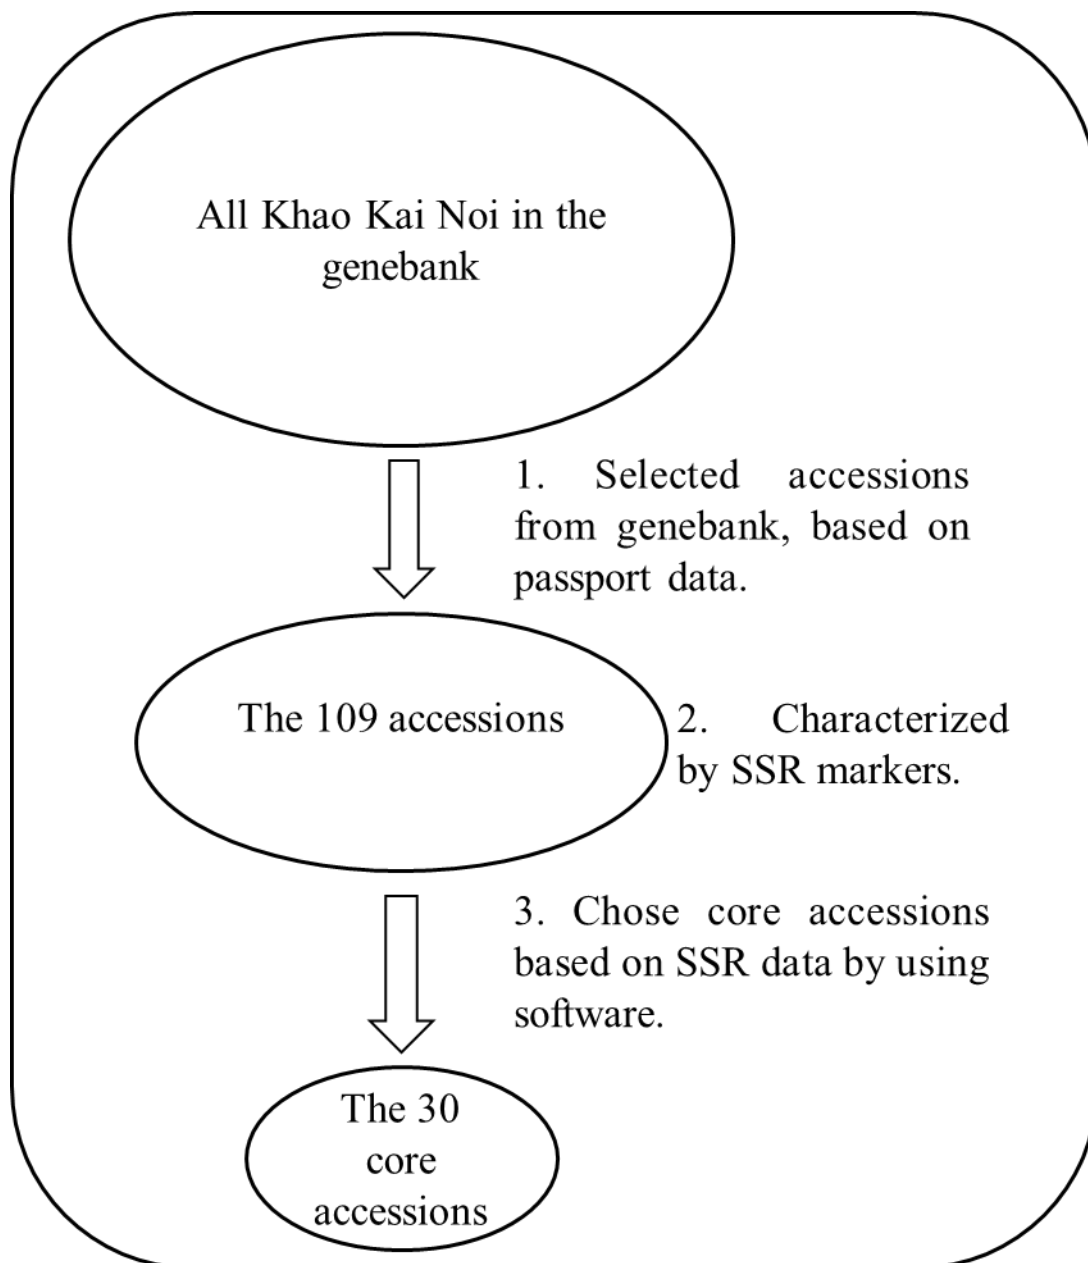 All Khao Kai Noi in the
genebank
1. Selected accessions
from genebank, based on
passport data.
The 109 accessions
2. Characterized
by SSR markers.
3. Chose core accessions
based on SSR data by using
software.
The 30
core
accessions